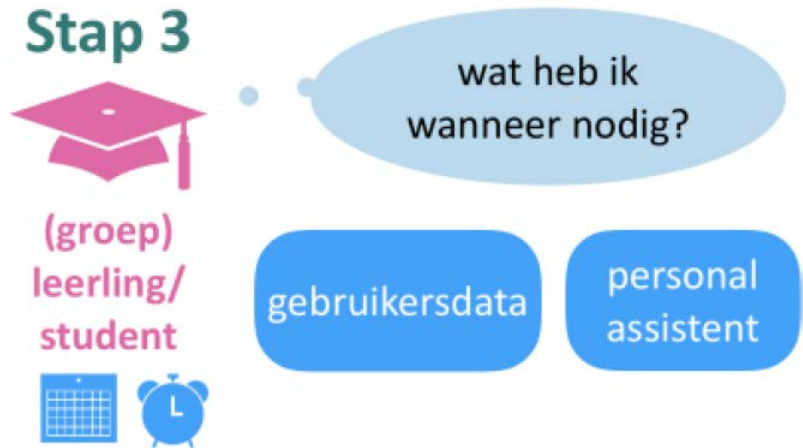 Stap 3
wat heb ik
wanneer nodig?
(groep)
leerling/
student
gebruikersdata
personal
assistent